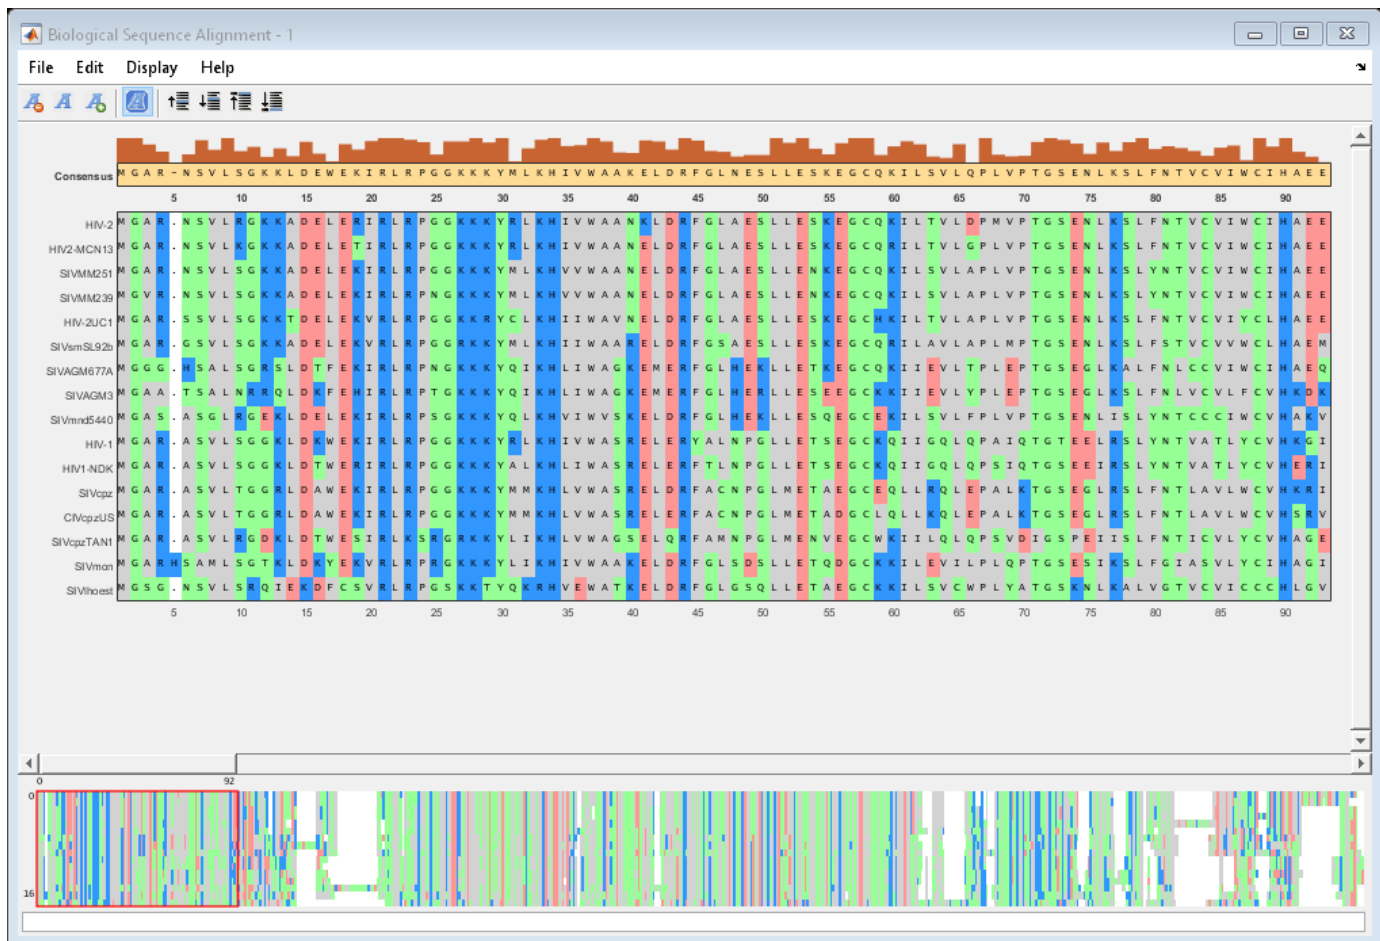 Biological Sequence Alignment - 1
File Edit Display Help
Consensus M G A R - N S V L S G K K L D E W E K I R L R P G G K K K Y M L K H I V W A A K E L D R F G L N E S L L E S K E G C Q K I L S V L Q P L V P T G S E N L K S L F N T V C V I W C I H A E E
5 10 15 20 25 30 35 40 45 50 55 60 65 70 75 80 85 90
HIV-2 M G A R . N S V L R G K K A D E L E R I R L R P G G K K K Y R L K H I V W A A N K L D R F G L A E S L L E S K E G C Q K I L T V L D P M V P T G S E N L K S L F N T V C V I W C I H A E E
HIV2-MCN13 M G A R . N S V L K G K K A D E L E T I R L R P G G K K K Y R L K H I V W A A N E L D R F G L A E S L L E S K E G C Q R I L T V L G P L V P T G S E N L K S L F N T V C V I W C I H A E E
SIVMM251 M G A R . N S V L S G K K A D E L E K I R L R P G G K K K Y M L K H V V W A A N E L D R F G L A E S L L E N K E G C Q K I L S V L A P L V P T G S E N L K S L Y N T V C V I W C I H A E E
SIVMM239 M G V R . N S V L S G K K A D E L E K I R L R P N G K K K Y M L K H V V W A A N E L D R F G L A E S L L E N K E G C Q K I L S V L A P L V P T G S E N L K S L Y N T V C V I W C I H A E E
HIV-2UC1 M G A R . S S V L S G K K T D E L E K V R L R P G G K K R Y C L K H I I W A V N E L D R F G L A E S L L E S K E G C H K I L T V L A P L V P T G S E N L K S L F N T V C V I Y C L H A E E
SIVsmSL92b M G A R . G S V L S G K K A D E L E K V R L R P G G K K K Y M L K H I I W A A R E L D R F G S A E S L L E S K E G C Q R I L A V L A P L M P T G S E N L K S L F S T V C V V W C L H A E M
SIVAGM677A M G G G . H S A L S G R S L D T F E K I R L R P N G K K K Y Q I K H L I W A G K E M E R F G L H E K L L E T K E G C Q K I I E V L T P L E P T G S E G L K A L F N L C C V I W C I H A E Q
SIVAGM3 M G A A . T S A L N R R Q L D K F E H I R L R P T G K K K Y Q I K H L I W A G K E M E R F G L H E R L L E S E E G C K K I I E V L Y P L E P T G S E G L K S L F N L V C V L F C V H K D K
SIVmnd5440 M G A S . A S G L R G E K L D E L E K I R L R P S G K K K Y Q L K H V I W V S K E L D R F G L H E K L L E S Q E G C E K I L S V L F P L V P T G S E N L I S L Y N T C C C I W C V H A K V
HIV-1 M G A R . A S V L S G G K L D K W E K I R L R P G G K K K Y R L K H I V W A S R E L E R Y A L N P G L L E T S E G C K Q I I G Q L Q P A I Q T G T E E L R S L Y N T V A T L Y C V H K G I
HIV1-NDK M G A R . A S V L S G G K L D T W E R I R L R P G G K K K Y A L K H L I W A S R E L E R F T L N P G L L E T S E G C K Q I I G Q L Q P S I Q T G S E E I R S L Y N T V A T L Y C V H E R I
SIVcpz M G A R . A S V L T G G R L D A W E K I R L R P G G K K K Y M M K H L V W A S R E L D R F A C N P G L M E T A E G C E Q L L R Q L E P A L K T G S E G L R S L F N T L A V L W C V H K R I
CIVcpzUS M G A R . A S V L T G G R L D A W E K I R L R P G G K K K Y M M K H L V W A S R E L E R F A C N P G L M E T A D G C L Q L L K Q L E P A L K T G S E G L R S L F N T L A V L W C V H S R V
SIVcpzTAN1 M G A R . A S V L R G D K L D T W E S I R L K S R G R K K Y L I K H L V W A G S E L Q R F A M N P G L M E N V E G C W K I I L Q L Q P S V D I G S P E I I S L F N T I C V L Y C V H A G E
SIVmon M G A R H S A M L S G T K L D K Y E K V R L R P R G K K K Y L I K H I V W A A K E L D R F G L S D S L L E T Q D G C K K I L E V I L P L Q P T G S E S I K S L F G I A S V L Y C I H A G I
SIVlhoest M G S G . N S V L S R Q I E K D F C S V R L R P G S K K T Y Q K R H V E W A T K E L D R F G L G S Q L L E T A E G C K K I L S V C W P L Y A T G S K N L K A L V G T V C V I C C C H L G V
5 10 15 20 25 30 35 40 45 50 55 60 65 70 75 80 85 90
0 92
0
16